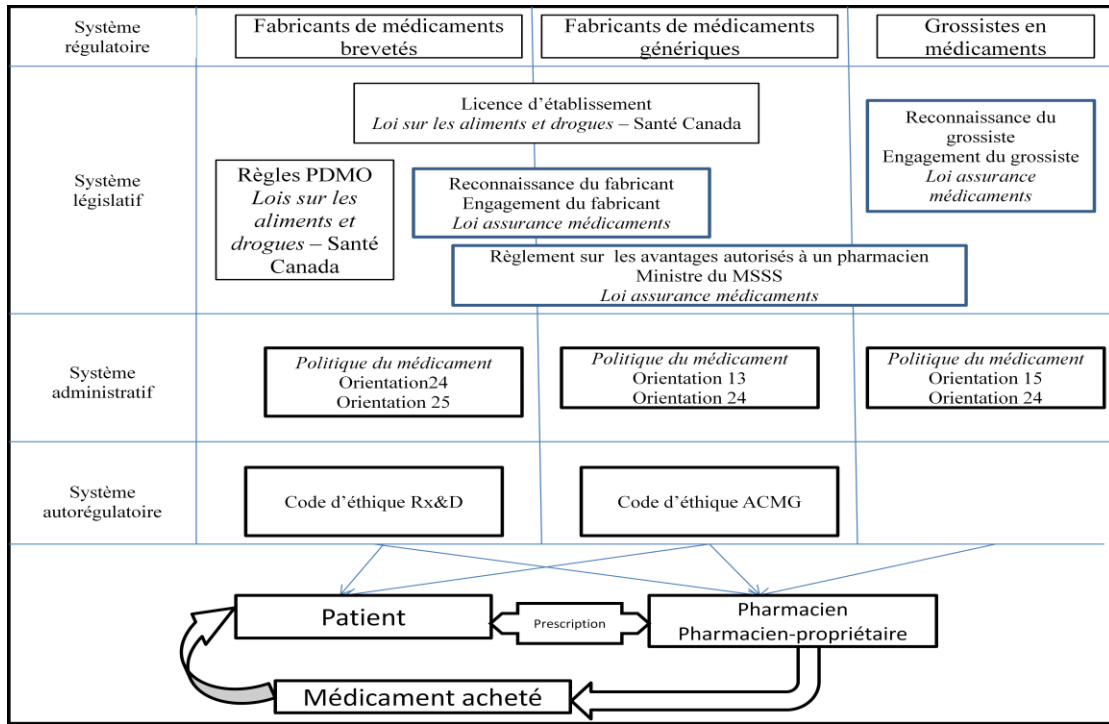 Système
régulatoire
Fabricants de médicaments
brevetés
Fabricants de médicaments
génériques
Grossistes en
médicaments
Système
législatif
Licence d'établissement
Loi sur les aliments et drogues – Santé Canada
Reconnaissance du
grossiste
Engagement du grossiste
Loi assurance
médicaments
Règles PDMO
Lois sur les
aliments et
drogues – Santé
Canada
Reconnaissance du fabricant
Engagement du fabricant
Loi assurance médicaments
Règlement sur les avantages autorisés à un pharmacien
Ministre du MSSS
Loi assurance médicaments
Système
administratif
Politique du médicament
Orientation24
Orientation 25
Politique du médicament
Orientation 13
Orientation 24
Politique du médicament
Orientation 15
Orientation 24
Système
autorégulatoire
Code d'éthique Rx&D
Code d'éthique ACMG
Patient
Prescription
Pharmacien
Pharmacien-propriétaire
Médicament acheté